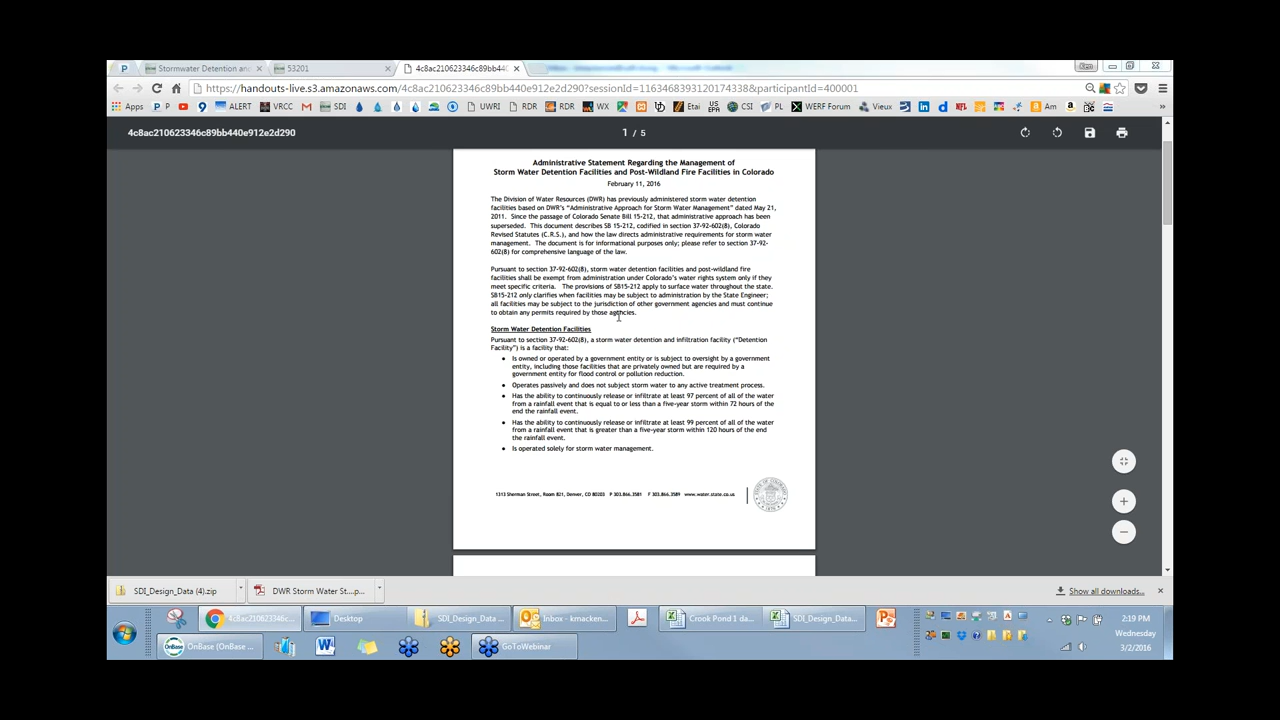 Stormwater Detention an
53201
4c8ac210623346c89bb44
Ken
https://handouts-live.s3.amazonaws.com/4c8ac210623346c89bb440e912e2d290?sessionId=1163468393120174338&participantId=400001
Apps P ALERT VRCC SDI UWRI RDR RDR WX Etai US EPA CSI PL WERF Forum Vieux Am
4c8ac210623346c89bb440e912e2d290
1 / 5
Administrative Statement Regarding the Management of
Storm Water Detention Facilities and Post-Wildland Fire Facilities in Colorado
February 11, 2016
The Division of Water Resources (DWR) has previously administered storm water detention
facilities based on DWR's "Administrative Approach for Storm Water Management" dated May 21,
2011. Since the passage of Colorado Senate Bill 15-212, that administrative approach has been
superseded. This document describes SB 15-212, codified in section 37-92-602(8), Colorado
Revised Statutes (C.R.S.), and how the law directs administrative requirements for storm water
management. The document is for informational purposes only; please refer to section 37-92-
602(8) for comprehensive language of the law.
Pursuant to section 37-92-602(8), storm water detention facilities and post-wildland fire
facilities shall be exempt from administration under Colorado's water rights system only if they
meet specific criteria. The provisions of SB15-212 apply to surface water throughout the state.
SB15-212 only clarifies when facilities may be subject to administration by the State Engineer;
all facilities may be subject to the jurisdiction of other government agencies and must continue
to obtain any permits required by those agencies.
Storm Water Detention Facilities
Pursuant to section 37-92-602(8), a storm water detention and infiltration facility ("Detention
Facility") is a facility that:
• Is owned or operated by a government entity or is subject to oversight by a government
entity, including those facilities that are privately owned but are required by a
government entity for flood control or pollution reduction.
• Operates passively and does not subject storm water to any active treatment process.
• Has the ability to continuously release or infiltrate at least 97 percent of all of the water
from a rainfall event that is equal to or less than a five-year storm within 72 hours of the
end the rainfall event.
• Has the ability to continuously release or infiltrate at least 99 percent of all of the water
from a rainfall event that is greater than a five-year storm within 120 hours of the end
the rainfall event.
• Is operated solely for storm water management.
1313 Sherman Street, Room 821, Denver, CO 80203 P 303.866.3581 F 303.866.3589 www.water.state.co.us
SDI_Design_Data (4).zip
DWR Storm Water St....p...
Show all downloads...
4c8ac210623346c...
Desktop
SDI_Design_Data ...
Inbox - kmacken...
Crook Pond 1 da...
SDI_Design_Data...
2:19 PM
Wednesday
3/2/2016
OnBase (OnBase ...
GoToWebinar